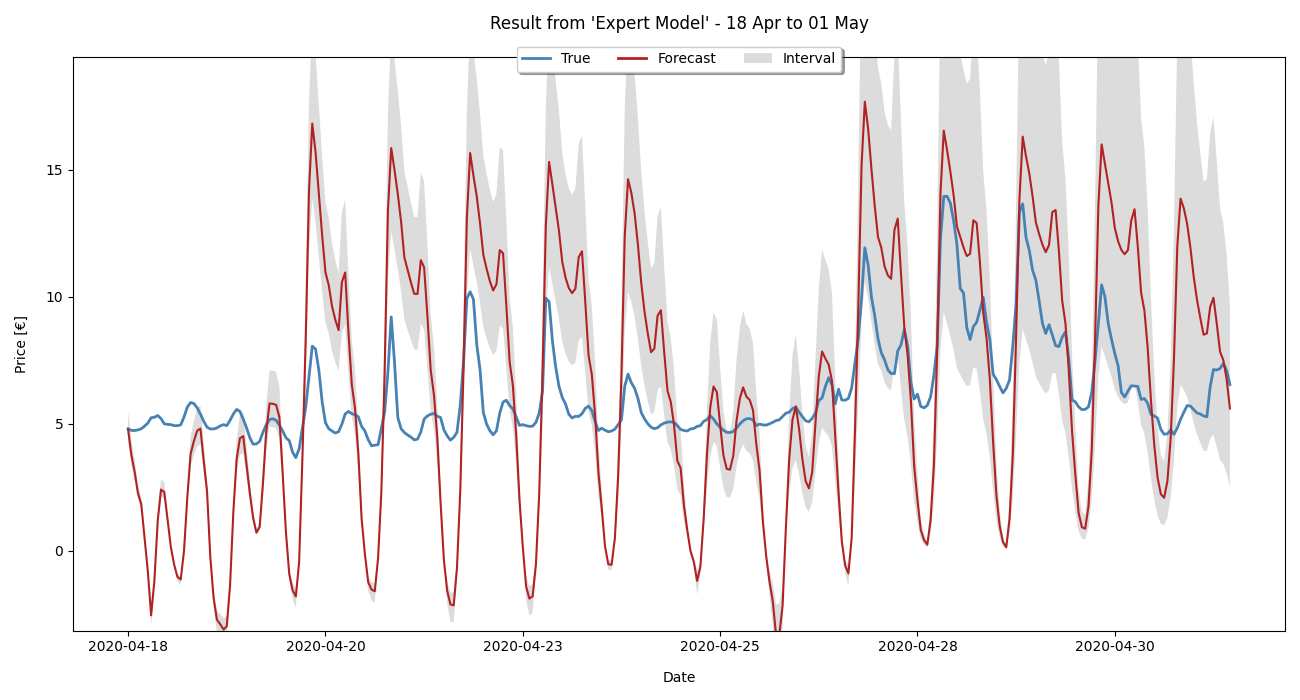 Result from 'Expert Model' - 18 Apr to 01 May
True Forecast Interval
15
10
5
0
Price [€]
2020-04-18 2020-04-20 2020-04-23 2020-04-25 2020-04-28 2020-04-30
Date